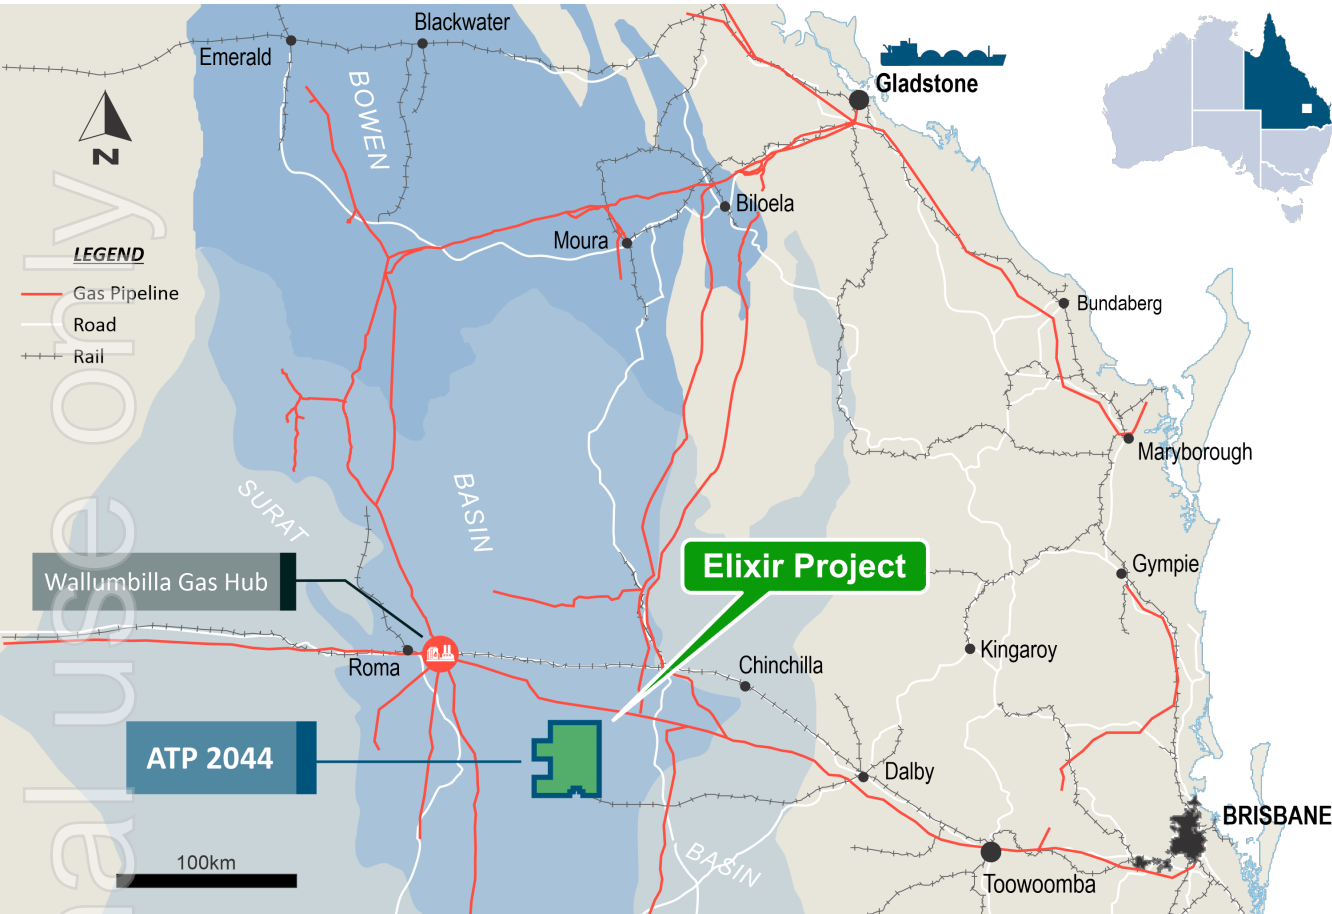 Blackwater
Emerald
BOWEN
Gladstone
N
Biloela
Moura
LEGEND
Gas Pipeline
Road
Rail
Bundaberg
Maryborough
SURAT
BASIN
Elixir Project
Wallumbilla Gas Hub
Gympie
Roma
Chinchilla
Kingaroy
ATP 2044
Dalby
BRISBANE
BASIN
100km
Toowoomba
nal use only